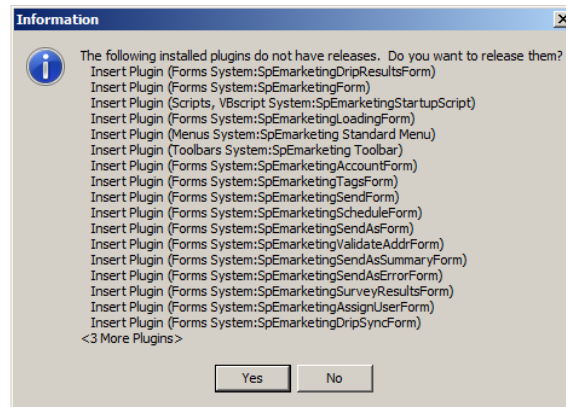 Information
The following installed plugins do not have releases. Do you want to release them?
Insert Plugin (Forms System:SpEmarketingDripResultsForm)
Insert Plugin (Forms System:SpEmarketingForm)
Insert Plugin (Scripts, VBscript System:SpEmarketingStartupScript)
Insert Plugin (Forms System:SpEmarketingLoadingForm)
Insert Plugin (Menus System:SpEmarketing Standard Menu)
Insert Plugin (Toolbars System:SpEmarketing Toolbar)
Insert Plugin (Forms System:SpEmarketingAccountForm)
Insert Plugin (Forms System:SpEmarketingTagsForm)
Insert Plugin (Forms System:SpEmarketingSendForm)
Insert Plugin (Forms System:SpEmarketingScheduleForm)
Insert Plugin (Forms System:SpEmarketingSendAsForm)
Insert Plugin (Forms System:SpEmarketingValidateAddrForm)
Insert Plugin (Forms System:SpEmarketingSendAsSummaryForm)
Insert Plugin (Forms System:SpEmarketingSendAsErrorForm)
Insert Plugin (Forms System:SpEmarketingSurveyResultsForm)
Insert Plugin (Forms System:SpEmarketingAssignUserForm)
Insert Plugin (Forms System:SpEmarketingDripSyncForm)
<3 More Plugins>
Yes No